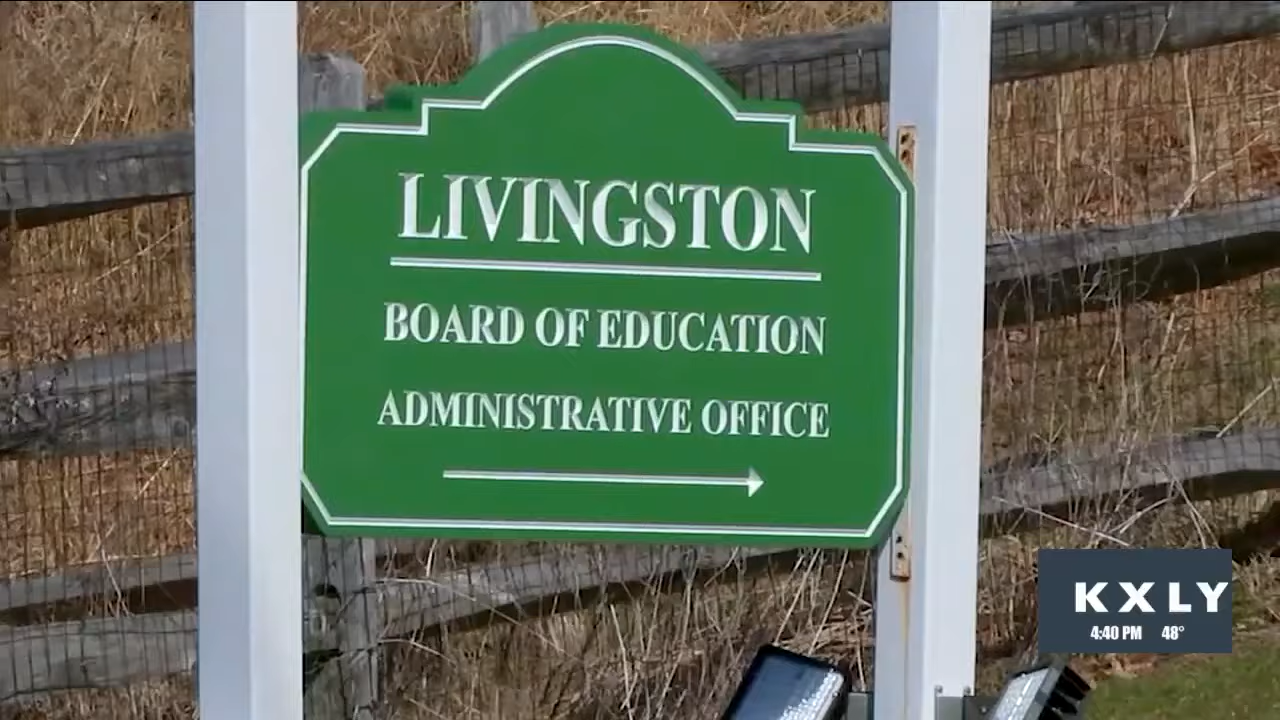 LIVINGSTON
BOARD OF EDUCATION
ADMINISTRATIVE OFFICE
KXLY
4:40 PM 48°